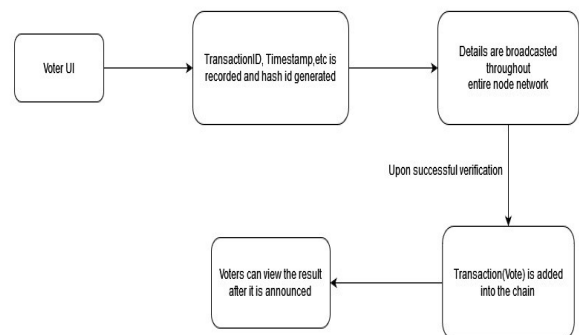 Voter UI
TransactionID, Timestamp,etc is
recorded and hash id generated
Details are broadcasted
throughout
entire node network
Upon successful verification
Transaction(Vote) is added
into the chain
Voters can view the result
after it is announced